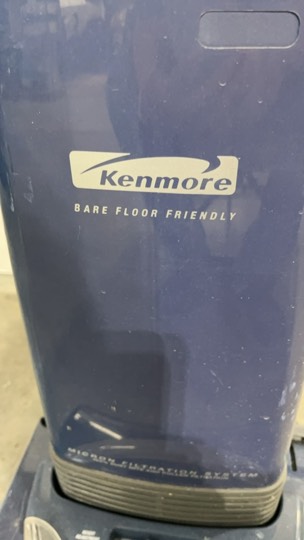 Kenmore
BARE FLOOR FRIENDLY
MICRON FILTRATION SYSTEM